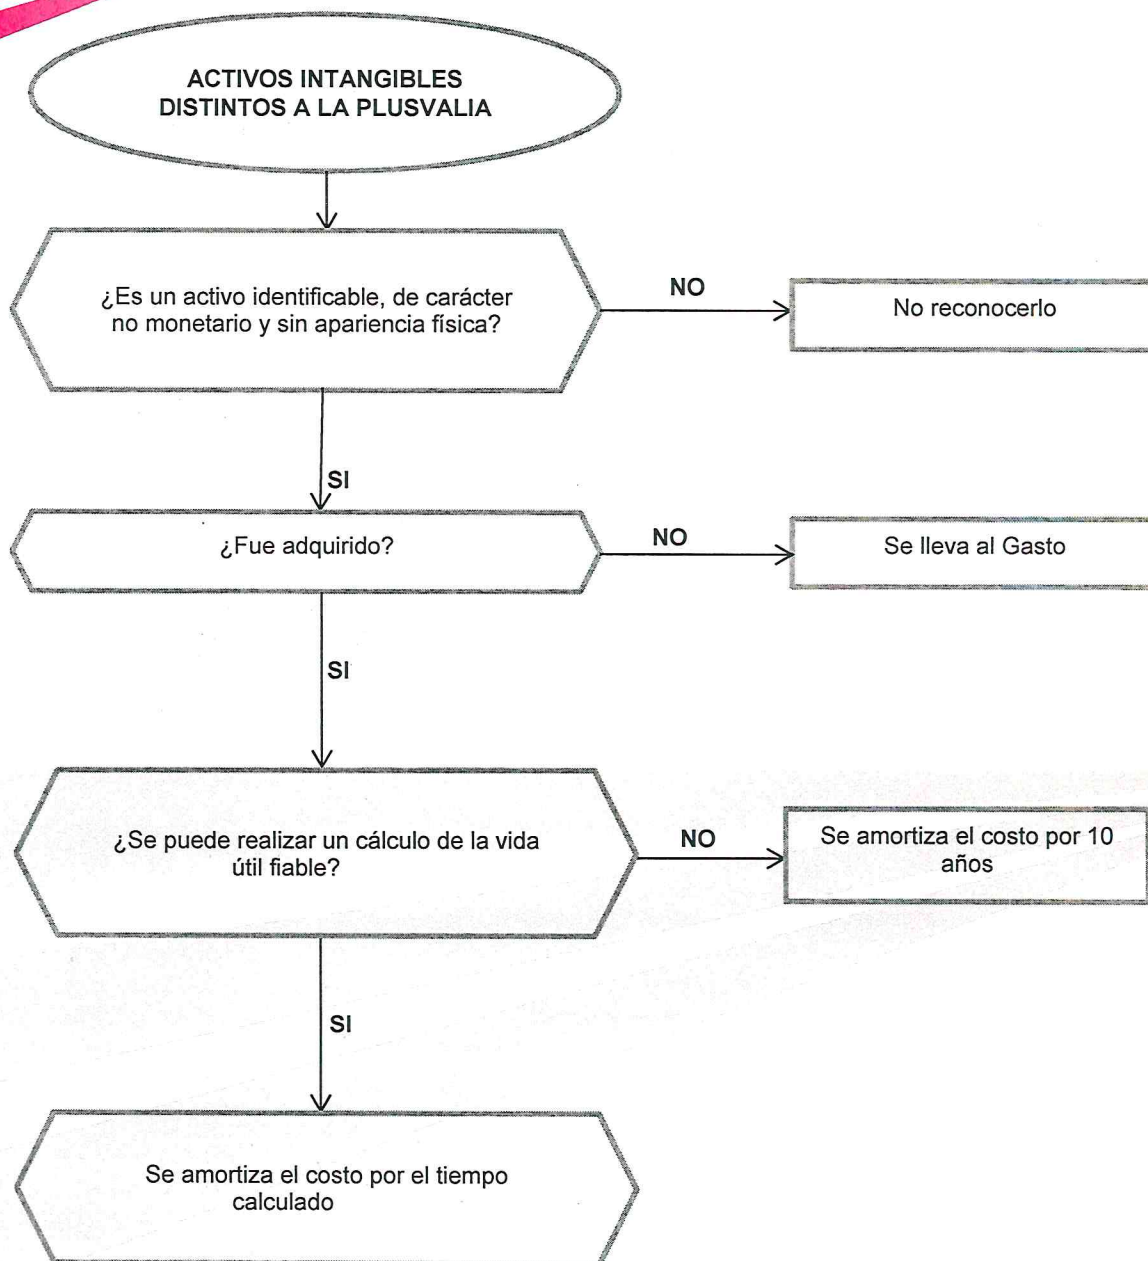 ACTIVOS INTANGIBLES
DISTINTOS A LA PLUSVALIA
¿Es un activo identificable, de carácter
no monetario y sin apariencia física?
NO
No reconocerlo
SI
¿Fue adquirido?
NO
Se lleva al Gasto
SI
¿Se puede realizar un cálculo de la vida
útil fiable?
NO
Se amortiza el costo por 10
años
SI
Se amortiza el costo por el tiempo
calculado